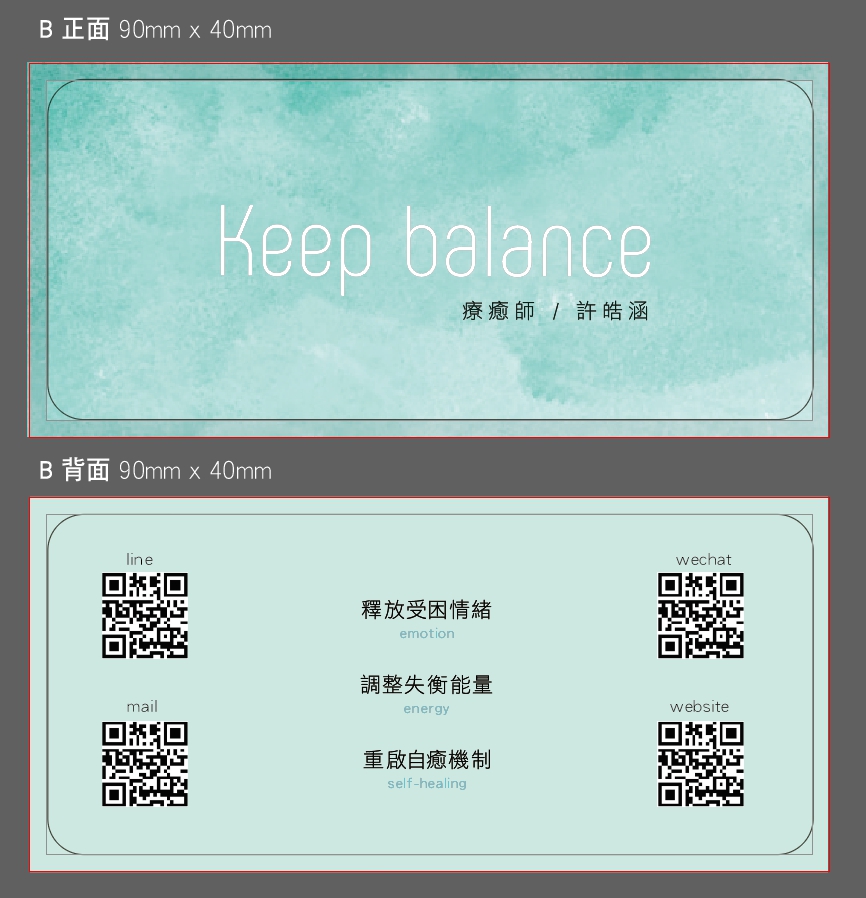 B 正面 90mm x 40mm
Keep balance
療癒師 / 許皓涵
B 背面 90mm x 40mm
line
wechat
釋放受困情緒
emotion
調整失衡能量
energy
mail
website
重啟自癒機制
self-healing